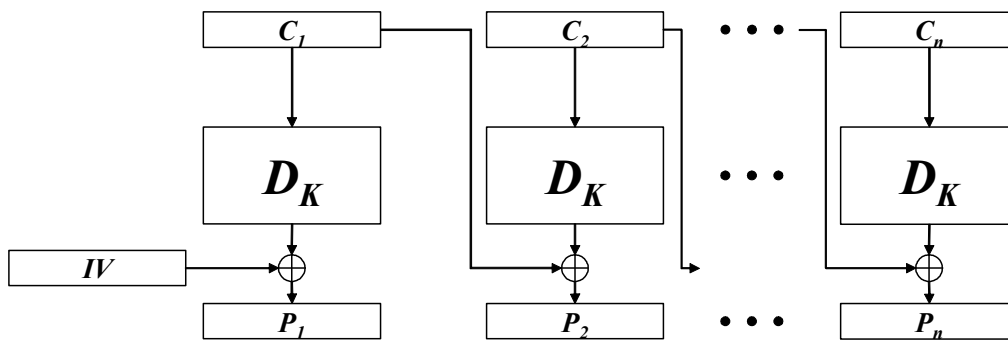 C1 C2 • • • Cn
DK DK • • • DK
IV
P1 P2 • • • Pn